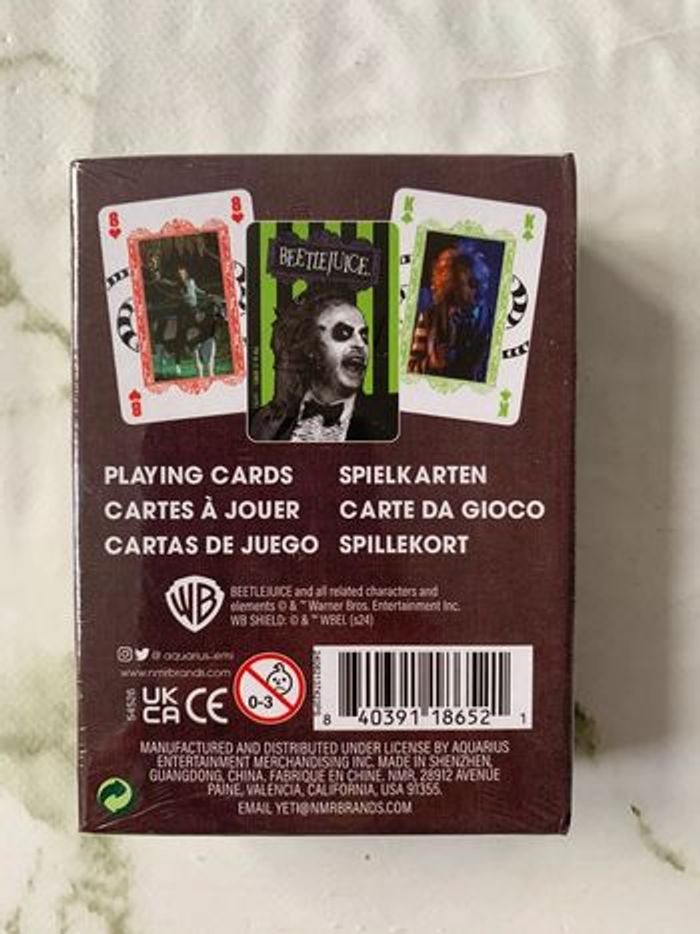 8 8
BEETLEJUICE
K K
8
K
PLAYING CARDS SPIELKARTEN
CARTES À JOUER CARTE DA GIOCO
CARTAS DE JUEGO SPILLEKORT
WB
BEETLEJUICE and all related characters and
elements © & ™ Warner Bros. Entertainment Inc.
WB SHIELD: © & ™ WBEI. (s24)
@ aquarius_emi
www.nmrbrands.com
UK
CA CE
0-3
8 40391 18652 1
MANUFACTURED AND DISTRIBUTED UNDER LICENSE BY AQUARIUS
ENTERTAINMENT MERCHANDISING INC. MADE IN SHENZHEN,
GUANGDONG, CHINA. FABRIQUE EN CHINE. NMR, 28912 AVENUE
PAINE, VALENCIA, CALIFORNIA, USA 91355.
EMAIL YETI@NMRBRANDS.COM